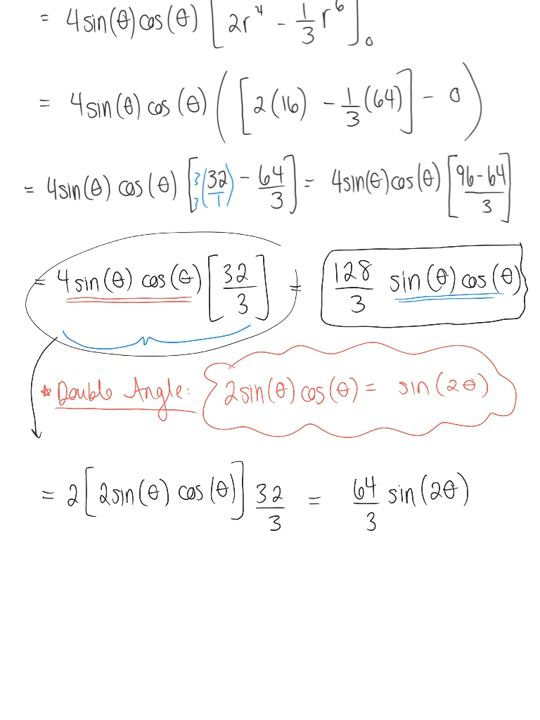 = 4sin(θ)cos(θ) [2r⁴ - 1/3 r⁶]₀
= 4sin(θ)cos(θ) ([2(16) - 1/3(64)] - 0)
= 4sin(θ)cos(θ) [3/3(32/1) - 64/3] = 4sin(θ)cos(θ) [96-64/3]
= 4sin(θ)cos(θ) [32/3] = 128/3 sin(θ)cos(θ)
* Double Angle: 2sin(θ)cos(θ) = sin(2θ)
= 2[2sin(θ)cos(θ)] 32/3 = 64/3 sin(2θ)